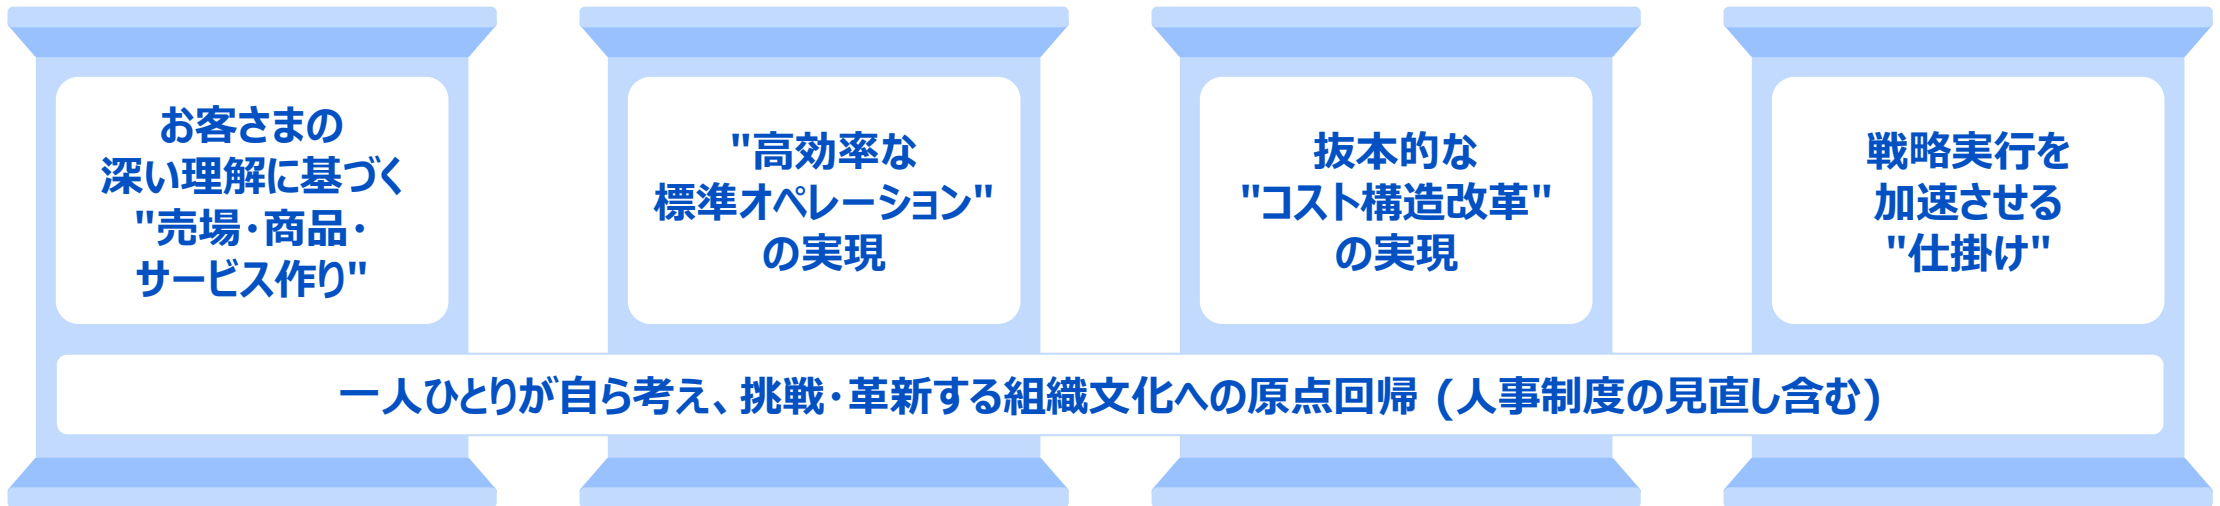 お客さまの
深い理解に基づく
"売場・商品・
サービス作り"
"高効率な
標準オペレーション"
の実現
抜本的な
"コスト構造改革"
の実現
戦略実行を
加速させる
"仕掛け"
一人ひとりが自ら考え、挑戦・革新する組織文化への原点回帰 (人事制度の見直し含む)